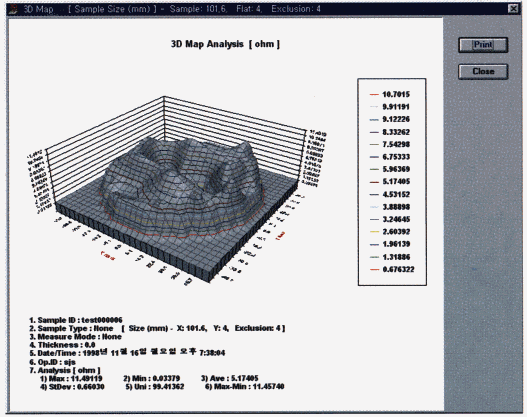 3D Map [ Sample Size (mm) ] - Sample: 101.6, Flat: 4, Exclusion: 4
3D Map Analysis [ ohm ]
Print
Close
10.7015
9.91191
9.12226
8.33262
7.54298
6.75333
5.96369
5.17405
4.53152
3.88898
3.24645
2.60392
1.96139
1.31886
0.676322
1. Sample ID : test000006
2. Sample Type : None [ Size (mm) - X: 101.6, Y: 4, Exclusion: 4 ]
3. Measure Mode : None
4. Thickness : 0.0
5. Date/Time : 1998년 11월 16일 월요일 오후 7:38:04
6. Op.ID : sjs
7. Analysis [ ohm ]
1) Max : 11.49119 2) Min : 0.03379 3) Ave : 5.17405
4) StDev : 0.66030 5) Uni : 99.41362 6) Max-Min : 11.45740